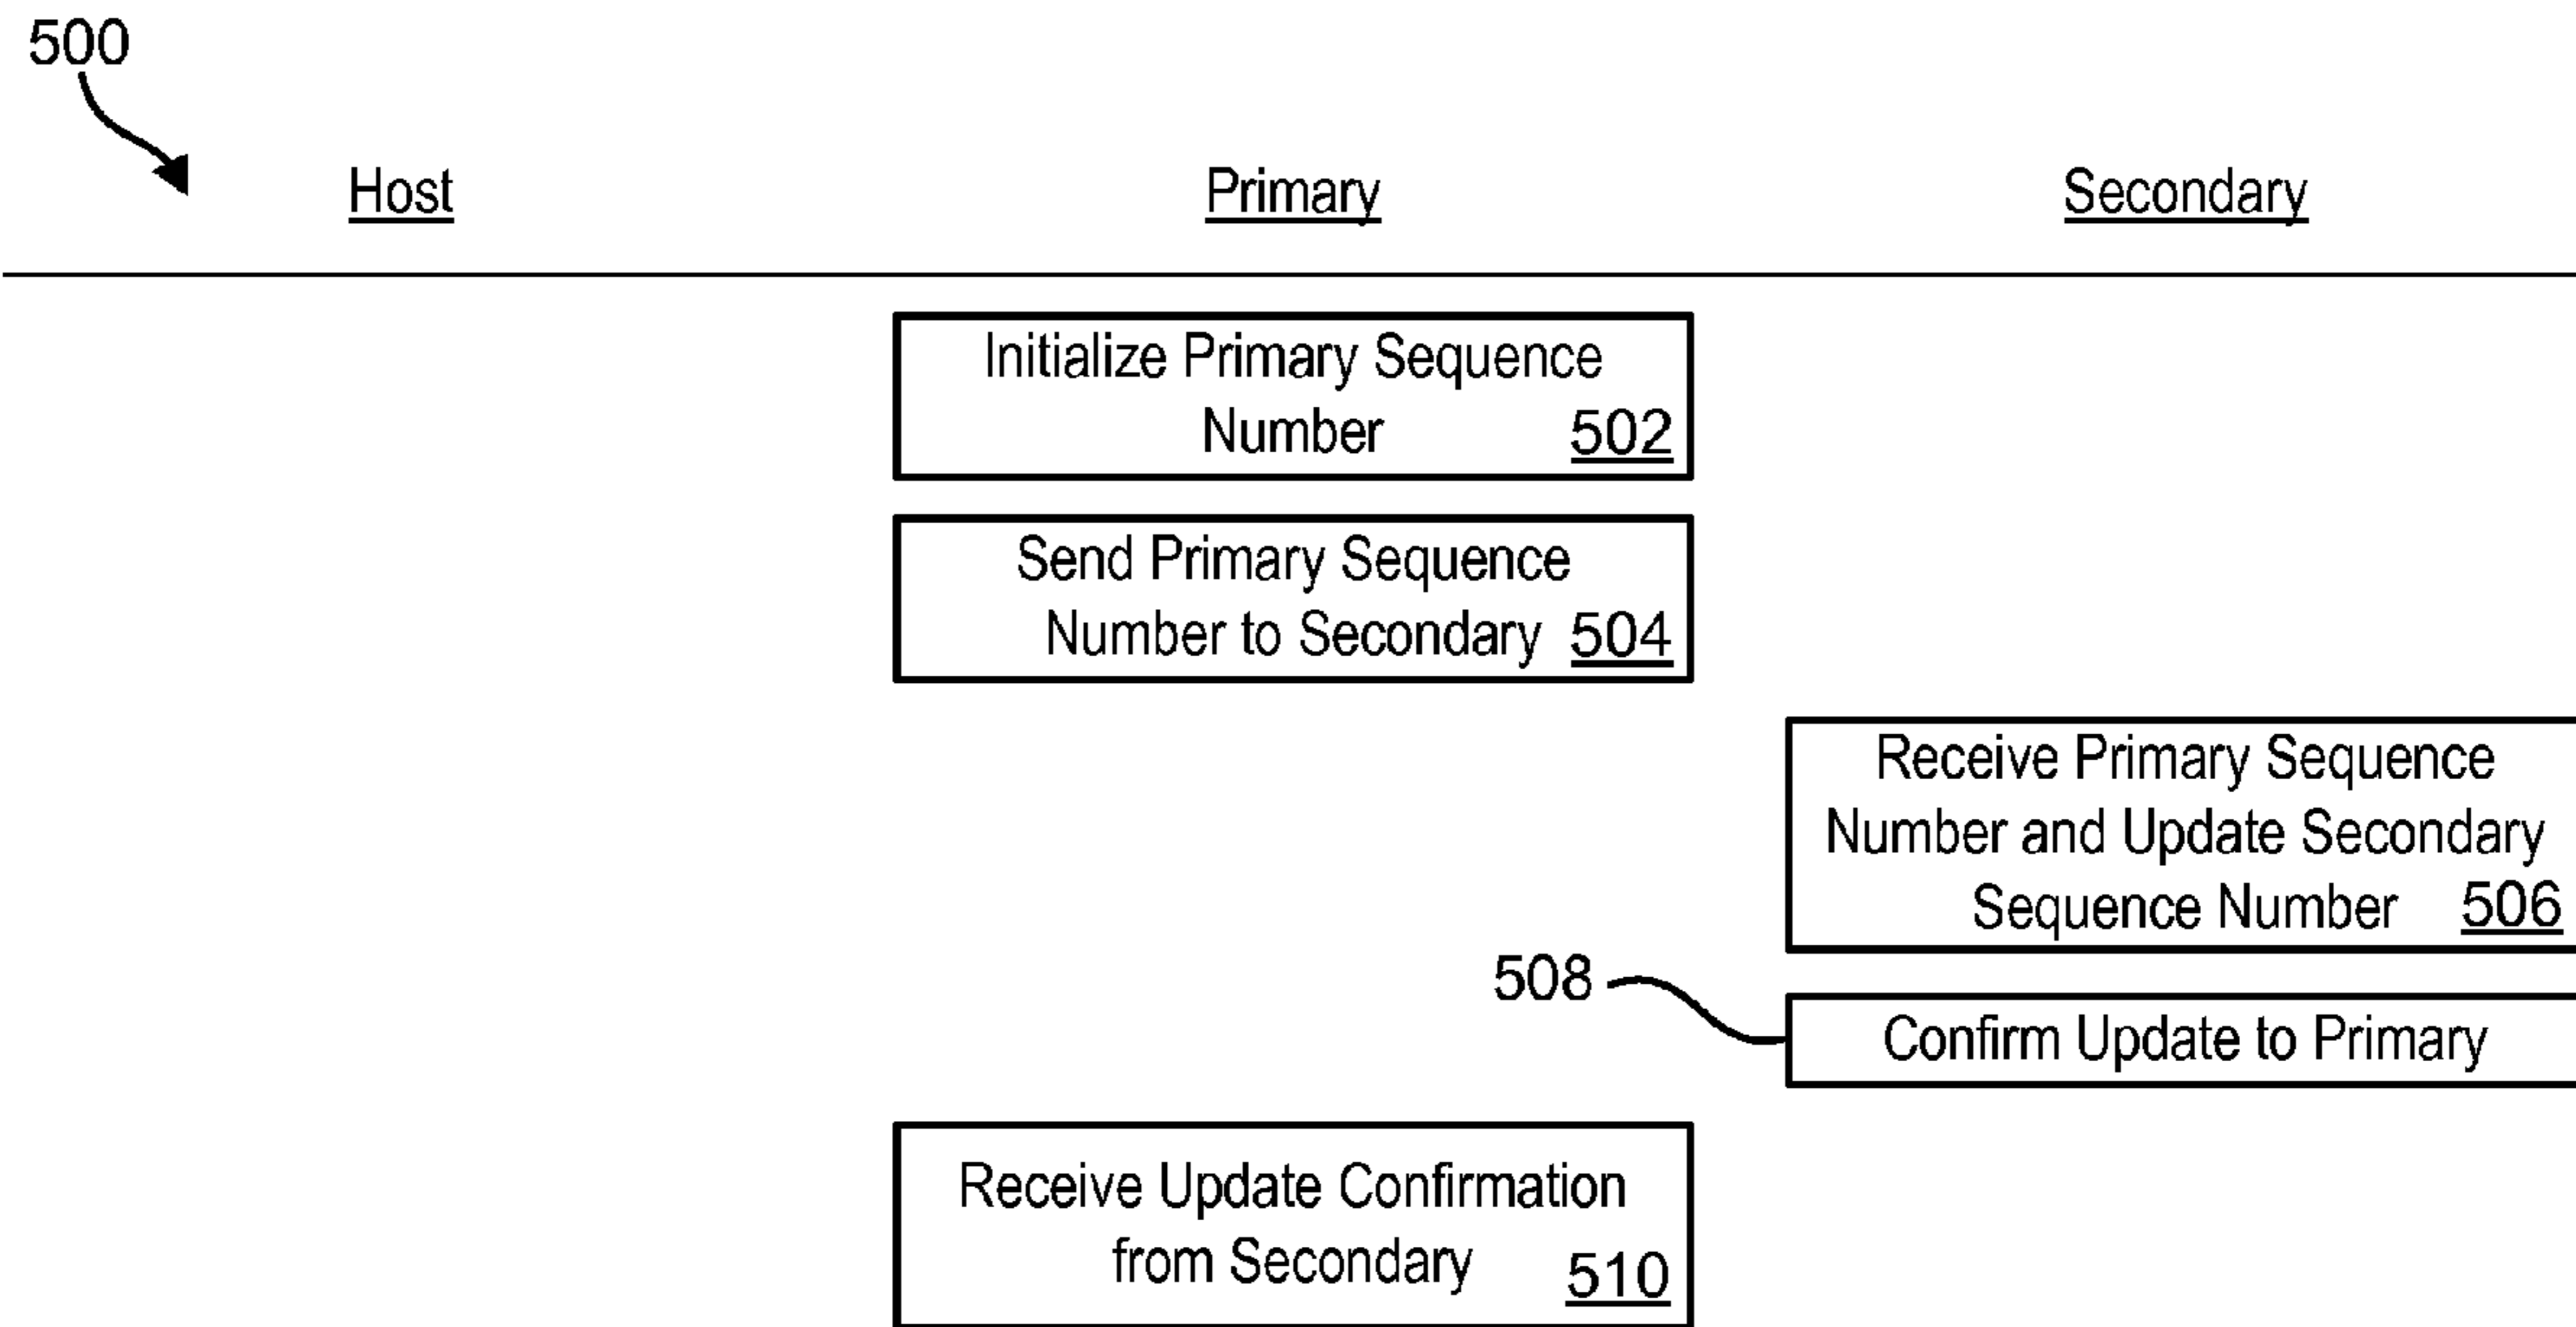 500
Host Primary Secondary
Initialize Primary Sequence
Number 502
Send Primary Sequence
Number to Secondary 504
Receive Primary Sequence
Number and Update Secondary
Sequence Number 506
508
Confirm Update to Primary
Receive Update Confirmation
from Secondary 510